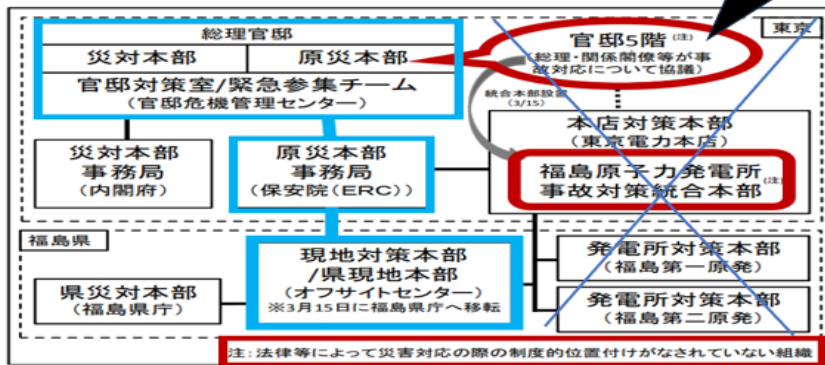 東京
総理官邸
災対本部
原災本部
官邸対策室/緊急参集チーム
（官邸危機管理センター）
官邸5階(注)
（総理・関係閣僚等が事
故対応について協議）
統合本部設置
(3/15)
災対本部
事務局
（内閣府）
原災本部
事務局
（保安院（ERC））
本店対策本部
（東京電力本店）
福島原子力発電所
事故対策統合本部(注)
福島県
県災対本部
（福島県庁）
現地対策本部
/県現地本部
（オフサイトセンター）
※3月15日に福島県庁へ移転
発電所対策本部
（福島第一原発）
発電所対策本部
（福島第二原発）
注：法律等によって災害対応の際の制度的位置付けがなされていない組織